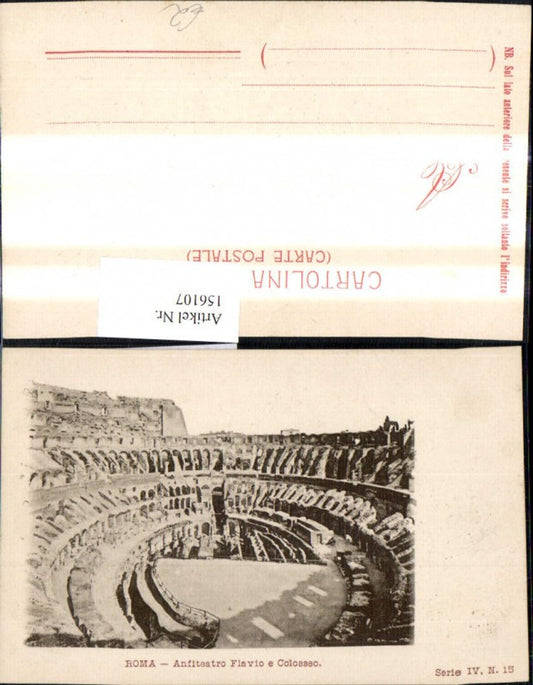 CARTOLINA
(CARTE POSTALE)
NB. Sul lato anteriore della presente si scrive soltanto l'indirizzo
Artikel Nr.
156107
ROMA — Anfiteatro Flavio e Colosseo.
Serie IV, N. 15